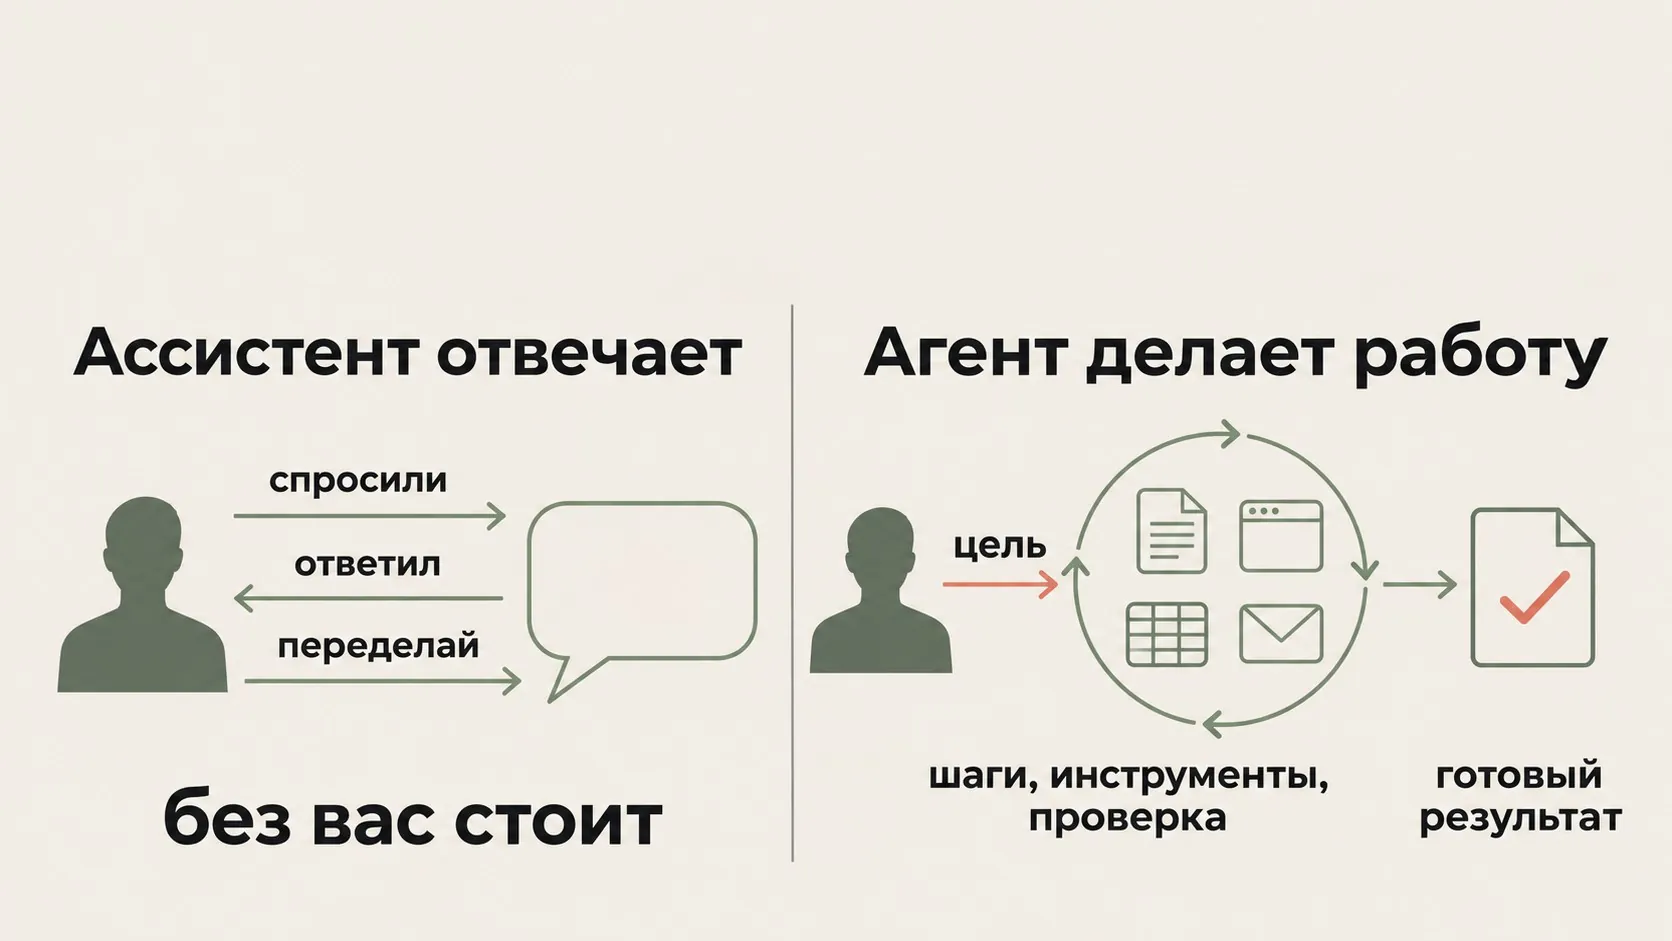 Ассистент отвечает
спросили
ответил
переделай
без вас стоит
Агент делает работу
цель
шаги, инструменты,
проверка
готовый
результат